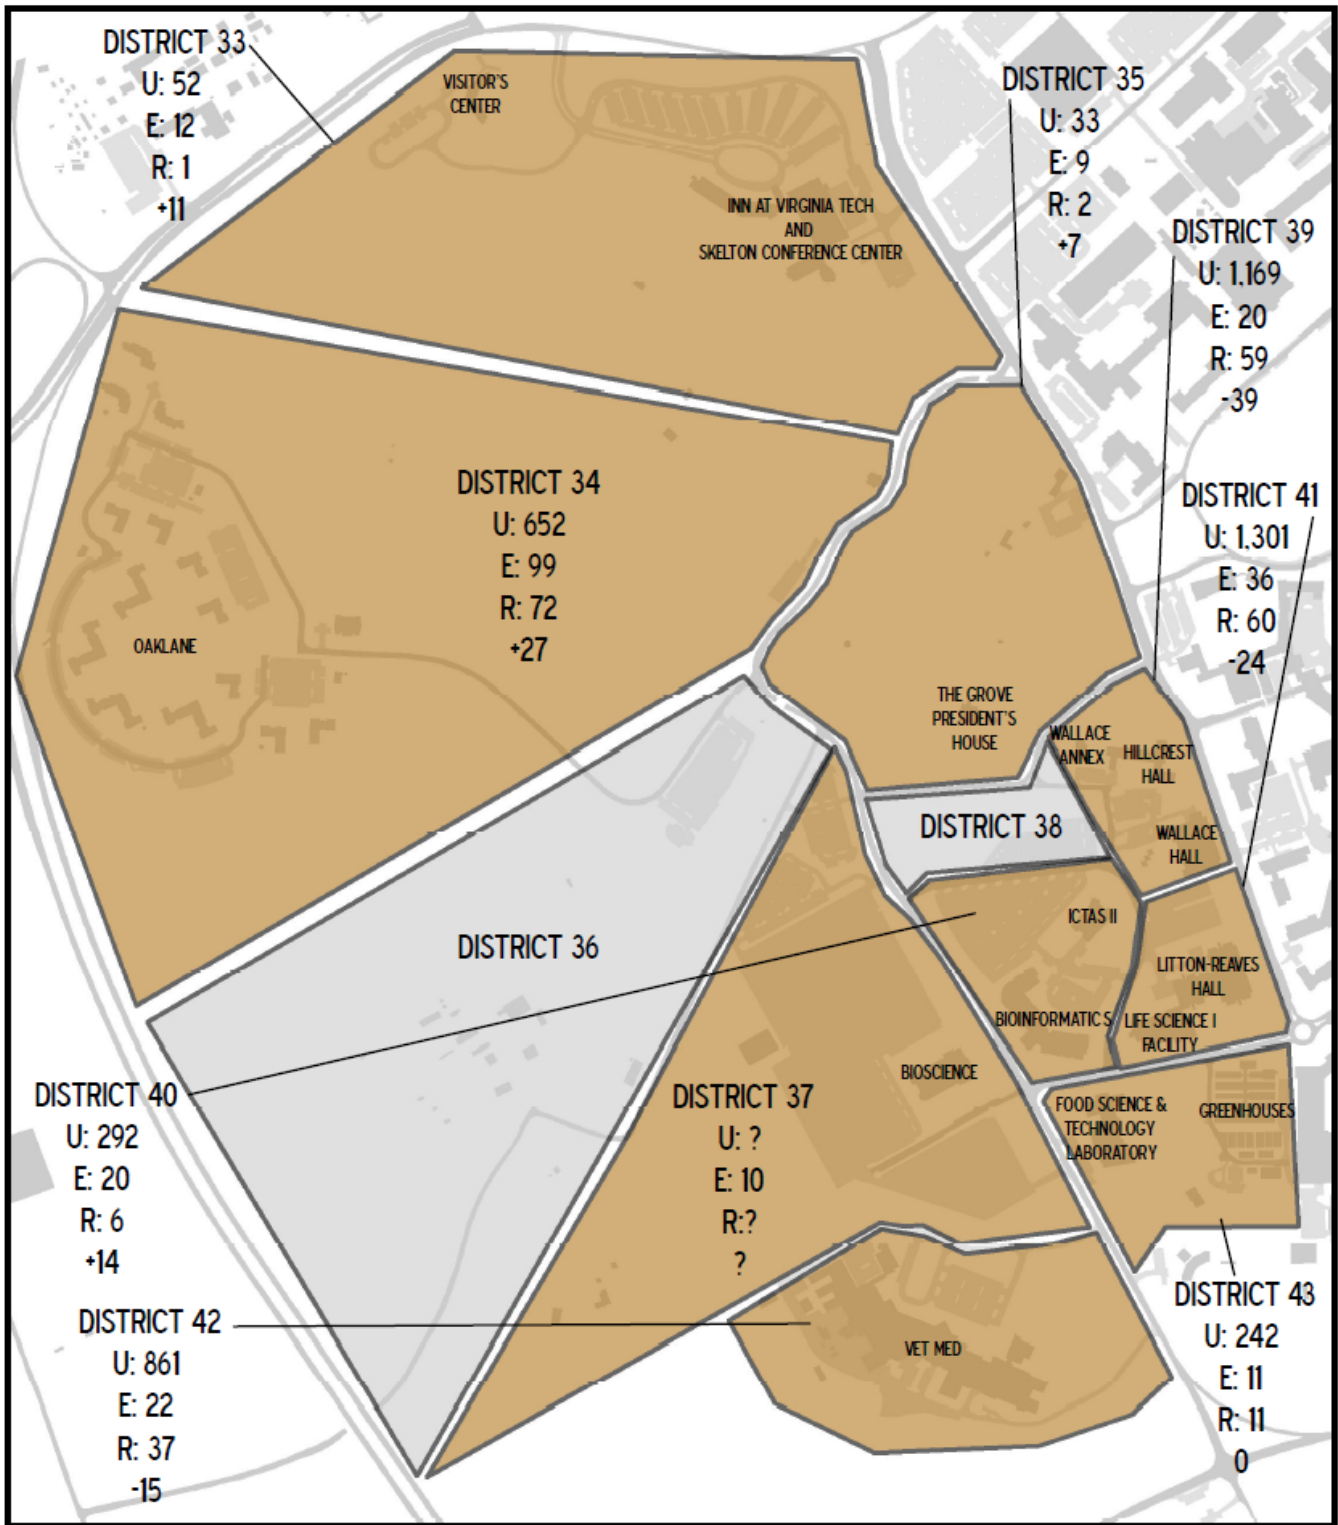 DISTRICT 33
U: 52
E: 12
R: 1
+11
VISITOR'S
CENTER
INN AT VIRGINIA TECH
AND
SKELTON CONFERENCE CENTER
DISTRICT 35
U: 33
E: 9
R: 2
+7
DISTRICT 39
U: 1,169
E: 20
R: 59
-39
DISTRICT 34
U: 652
E: 99
R: 72
+27
OAKLANE
DISTRICT 41
U: 1,301
E: 36
R: 60
-24
THE GROVE
PRESIDENT'S
HOUSE
WALLACE
ANNEX
HILLCREST
HALL
WALLACE
HALL
DISTRICT 38
DISTRICT 36
ICTAS II
LITTON-REAVES
HALL
BIOINFORMATICS
LIFE SCIENCE I
FACILITY
BIOSCIENCE
DISTRICT 40
U: 292
E: 20
R: 6
+14
DISTRICT 37
U: ?
E: 10
R:?
?
FOOD SCIENCE &
TECHNOLOGY
LABORATORY
GREENHOUSES
DISTRICT 42
U: 861
E: 22
R: 37
-15
VET MED
DISTRICT 43
U: 242
E: 11
R: 11
0